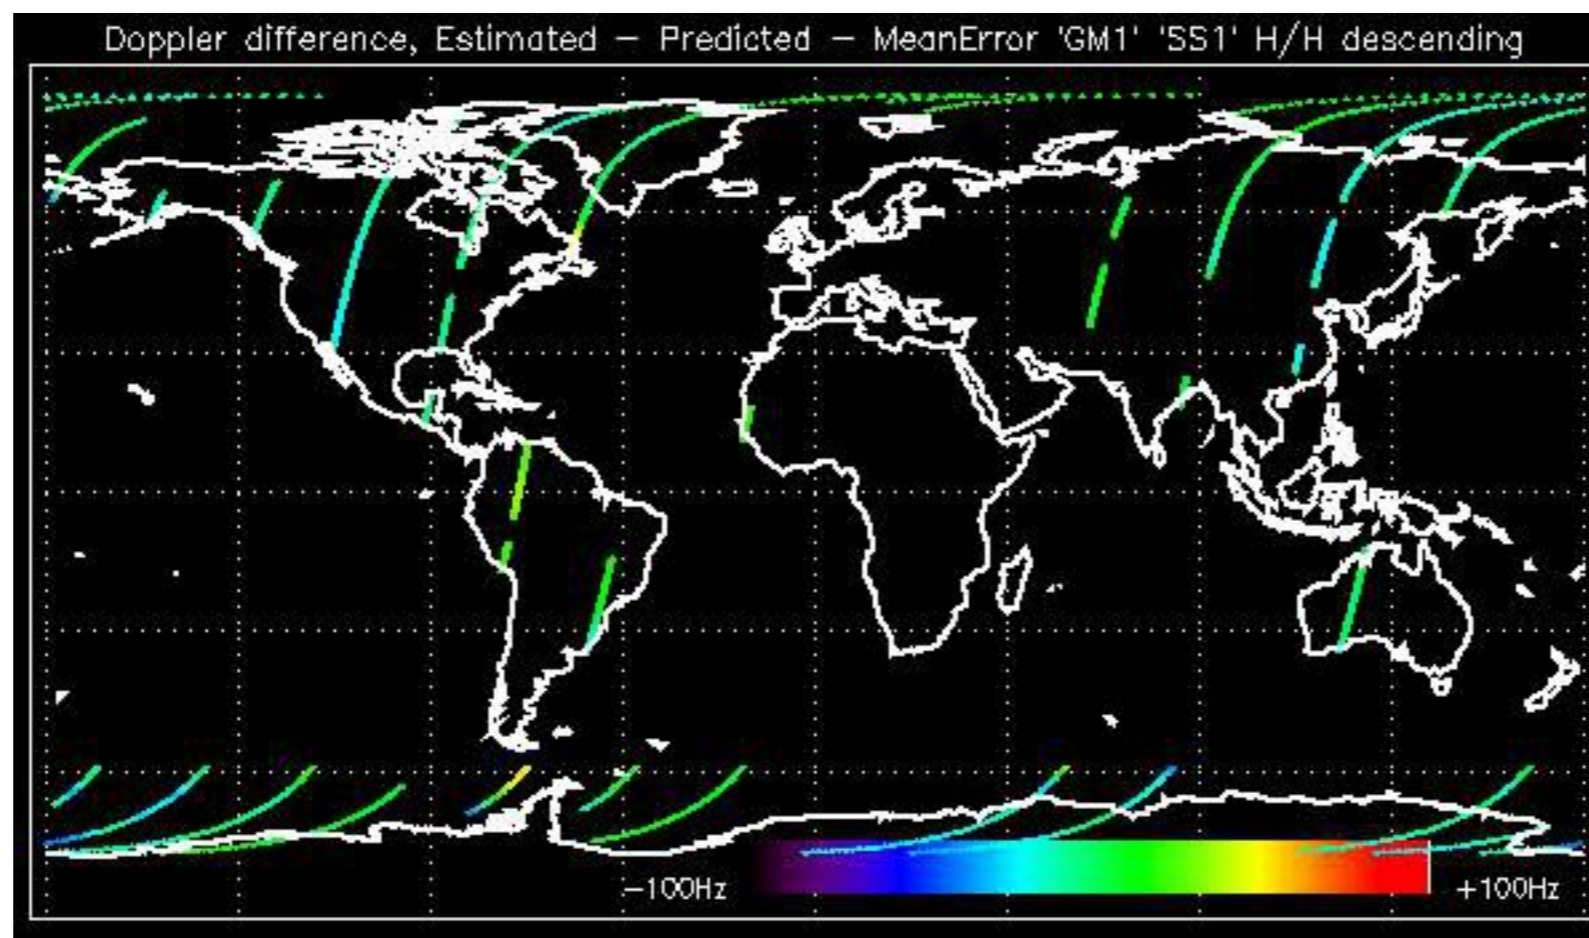 Doppler difference, Estimated – Predicted – MeanError 'GM1' 'SS1' H/H descending
-100Hz
+100Hz